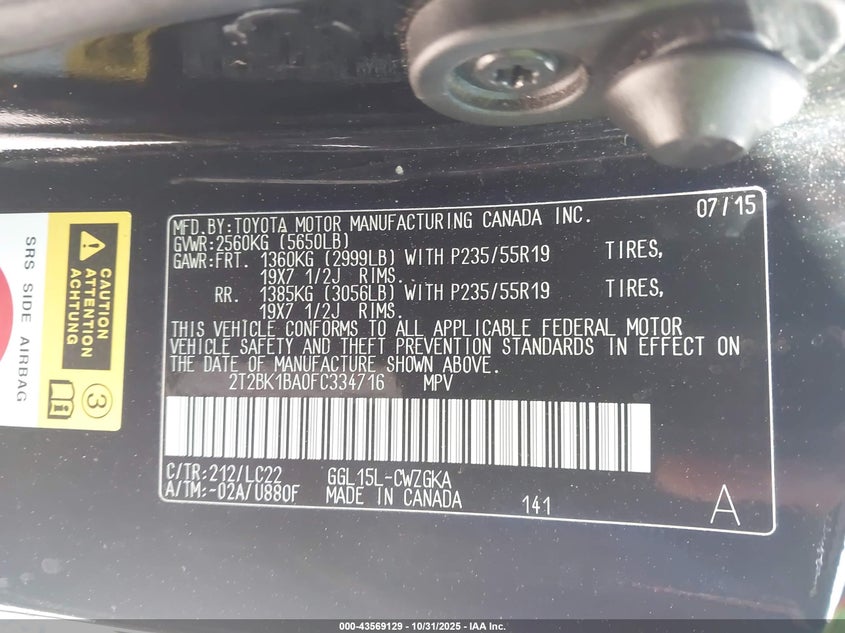 MFD.BY:TOYOTA MOTOR MANUFACTURING CANADA INC. 07/15
GVWR:2560KG (5650LB)
GAWR:FRT. 1360KG (2999LB) WITH P235/55R19 TIRES,
19X7 1/2J RIMS.
RR. 1385KG (3056LB) WITH P235/55R19 TIRES,
19X7 1/2J RIMS.
THIS VEHICLE CONFORMS TO ALL APPLICABLE FEDERAL MOTOR
VEHICLE SAFETY AND THEFT PREVENTION STANDARDS IN EFFECT ON
THE DATE OF MANUFACTURE SHOWN ABOVE.
2T2BK1BA0FC334716 MPV
C/TR:212/LC22 GGL15L-CWZGKA
A/TM:-02A/U880F MADE IN CANADA 141 A
SRS SIDE AIRBAG
CAUTION
ATTENTION
ACHTUNG
3
000-43569129 - 10/31/2025 - IAA Inc.